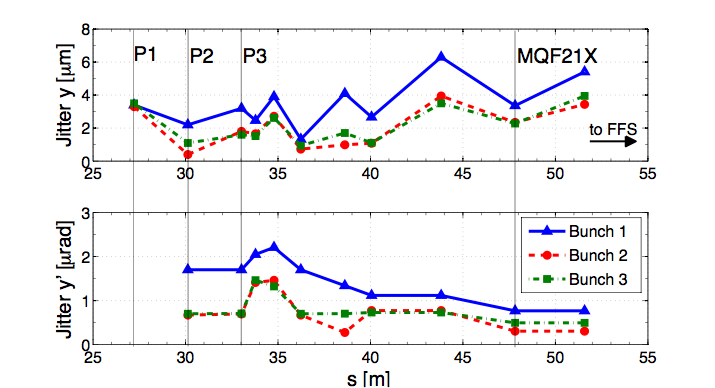 8
6
4
2
0
Jitter y [μm]
P1
P2
P3
MQF21X
to FFS
25
30
35
40
45
50
55
3
2
1
0
Jitter y' [μrad]
Bunch 1
Bunch 2
Bunch 3
25
30
35
40
45
50
55
s [m]